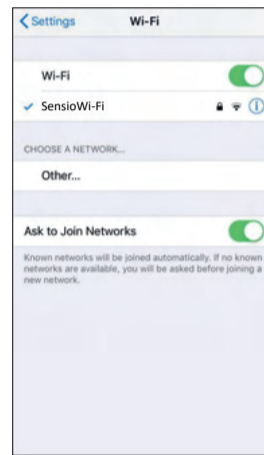 Settings
Wi-Fi
Wi-Fi
SensioWi-Fi
CHOOSE A NETWORK...
Other...
Ask to Join Networks
Known networks will be joined automatically. If no known
networks are available, you will be asked before joining a
new network.